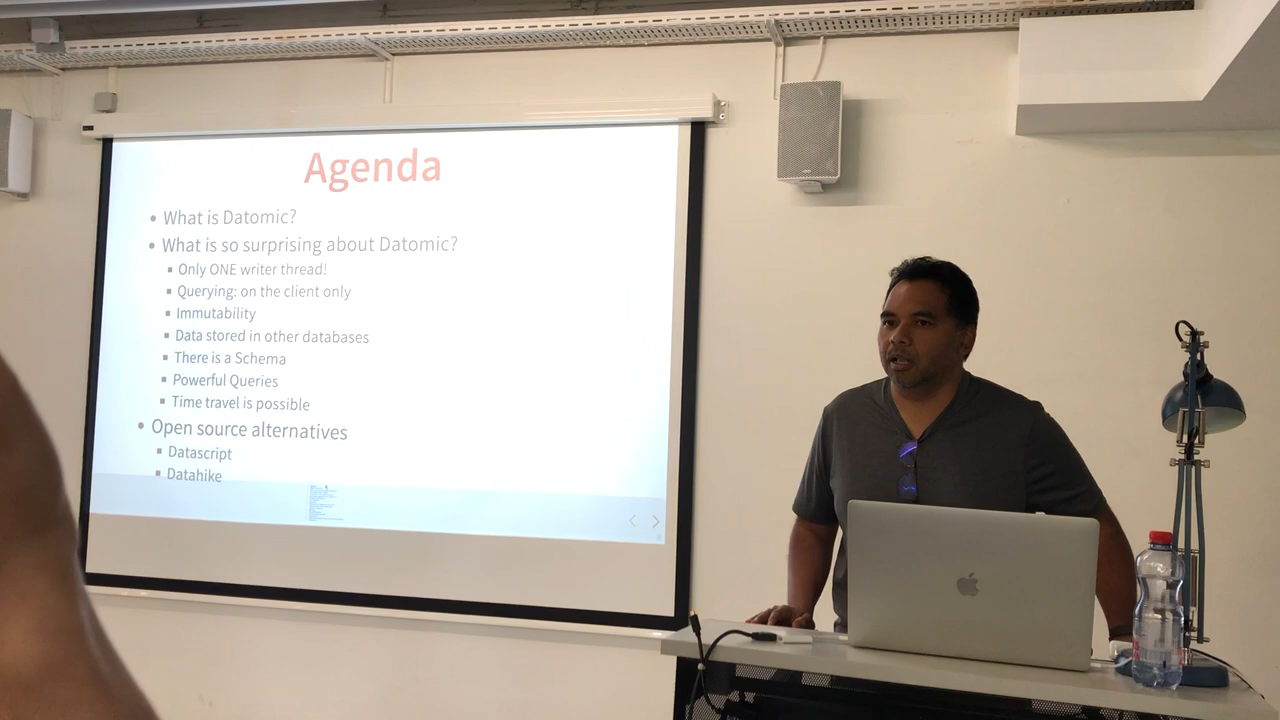 Agenda
• What is Datomic?
• What is so surprising about Datomic?
▪ Only ONE writer thread!
▪ Querying: on the client only
▪ Immutability
▪ Data stored in other databases
▪ There is a Schema
▪ Powerful Queries
▪ Time travel is possible
• Open source alternatives
▪ Datascript
▪ Datahike